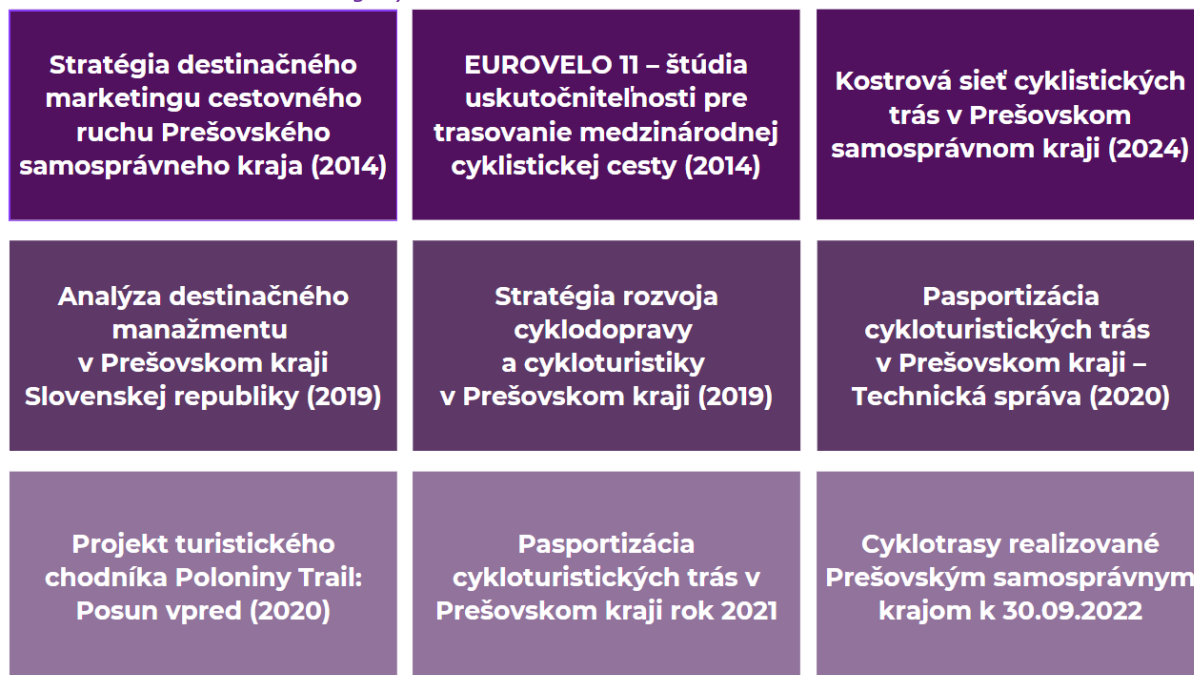 Stratégia destinačného
marketingu cestovného
ruchu Prešovského
samosprávneho kraja (2014)
EUROVELO 11 – štúdia
uskutočniteľnosti pre
trasovanie medzinárodnej
cyklistickej cesty (2014)
Kostrová sieť cyklistických
trás v Prešovskom
samosprávnom kraji (2024)
Analýza destinačného
manažmentu
v Prešovskom kraji
Slovenskej republiky (2019)
Stratégia rozvoja
cyklodopravy
a cykloturistiky
v Prešovskom kraji (2019)
Pasportizácia
cykloturistických trás
v Prešovskom kraji –
Technická správa (2020)
Projekt turistického
chodníka Poloniny Trail:
Posun vpred (2020)
Pasportizácia
cykloturistických trás v
Prešovskom kraji rok 2021
Cyklotrasy realizované
Prešovským samosprávnym
krajom k 30.09.2022